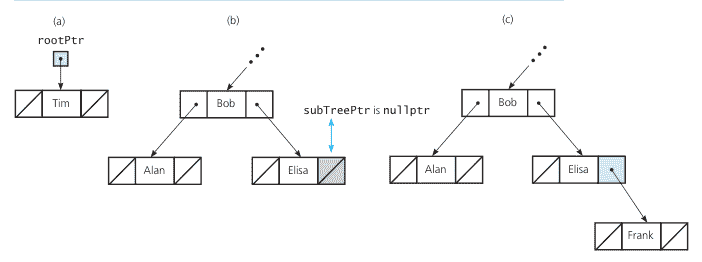 (a)
rootPtr
Tim
(b)
Bob
subTreePtr is nullptr
Alan
Elisa
(c)
Bob
Alan
Elisa
Frank